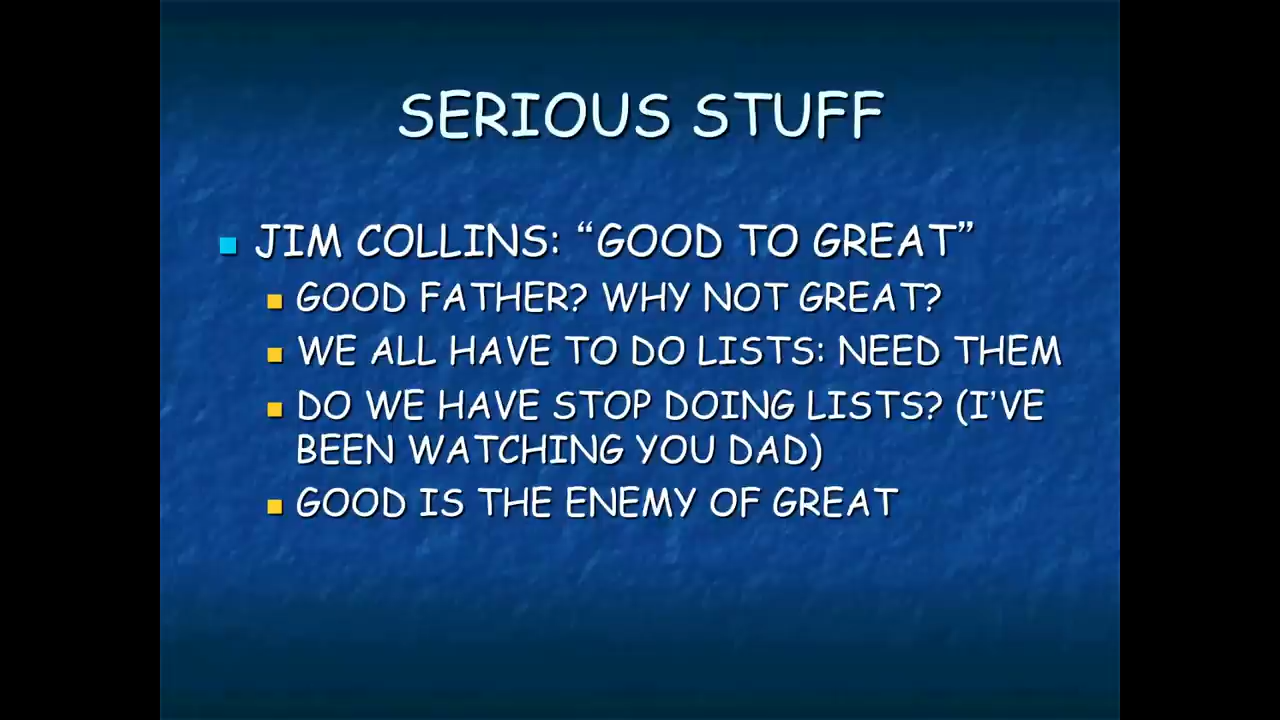 SERIOUS STUFF
JIM COLLINS: “GOOD TO GREAT”
GOOD FATHER? WHY NOT GREAT?
WE ALL HAVE TO DO LISTS: NEED THEM
DO WE HAVE STOP DOING LISTS? (I’VE
BEEN WATCHING YOU DAD)
GOOD IS THE ENEMY OF GREAT